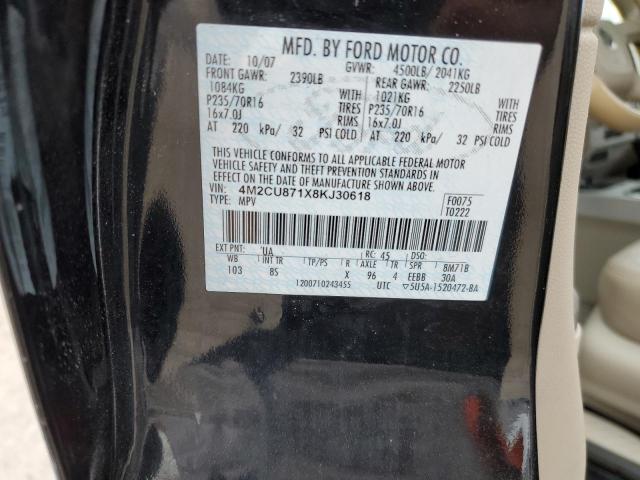 MFD. BY FORD MOTOR CO.
DATE: 10/07 GVWR: 4500LB/ 2041KG
FRONT GAWR: 2390LB REAR GAWR: 2250LB
1084KG 1021KG
P235/70R16 TIRES P235/70R16 TIRES
16x7.0J RIMS 16x7.0J RIMS
AT 220 kPa/ 32 PSI COLD AT 220 kPa/ 32 PSI COLD
THIS VEHICLE CONFORMS TO ALL APPLICABLE FEDERAL MOTOR
VEHICLE SAFETY AND THEFT PREVENTION STANDARDS IN
EFFECT ON THE DATE OF MANUFACTURE SHOWN ABOVE.
VIN: 4M2CU871X8KJ30618 F0075
TYPE: MPV T0222
EXT PNT: UA RC: 45 DSO:
WB INT TR TP/PS R AXLE TR SPR BM71B
103 8S X 96 4 EEBB 30A
1200710243455 UTC 5U5A-1520472-BA